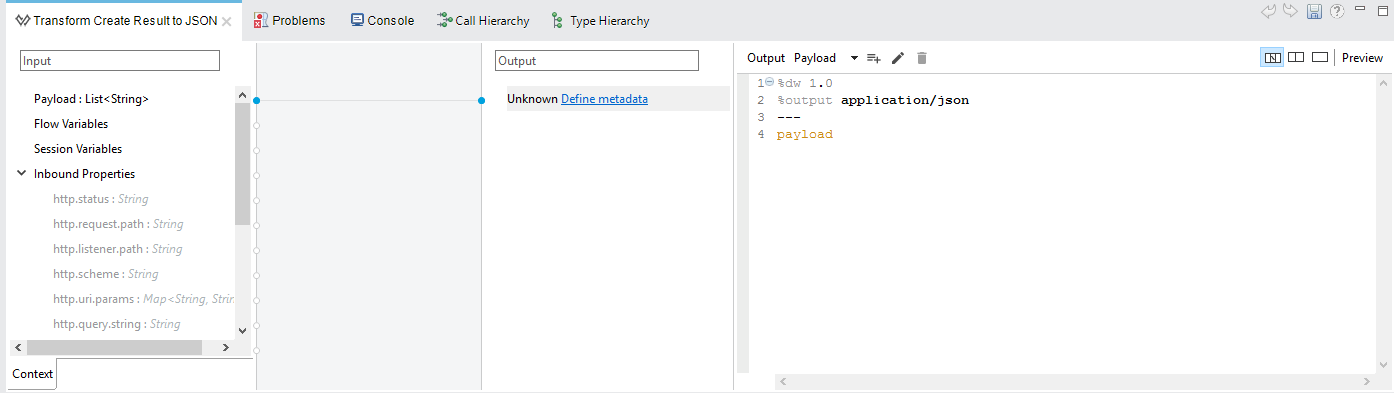 Transform Create Result to JSON
Problems
Console
Call Hierarchy
Type Hierarchy
Input
Output
Output Payload
Preview
Payload : List<String>
Flow Variables
Session Variables
Inbound Properties
http.status : String
http.request.path : String
http.listener.path : String
http.scheme : String
http.uri.params : Map<String, Strin
http.query.string : String
Context
Unknown Define metadata
1 %dw 1.0
2 %output application/json
3 ---
4 payload